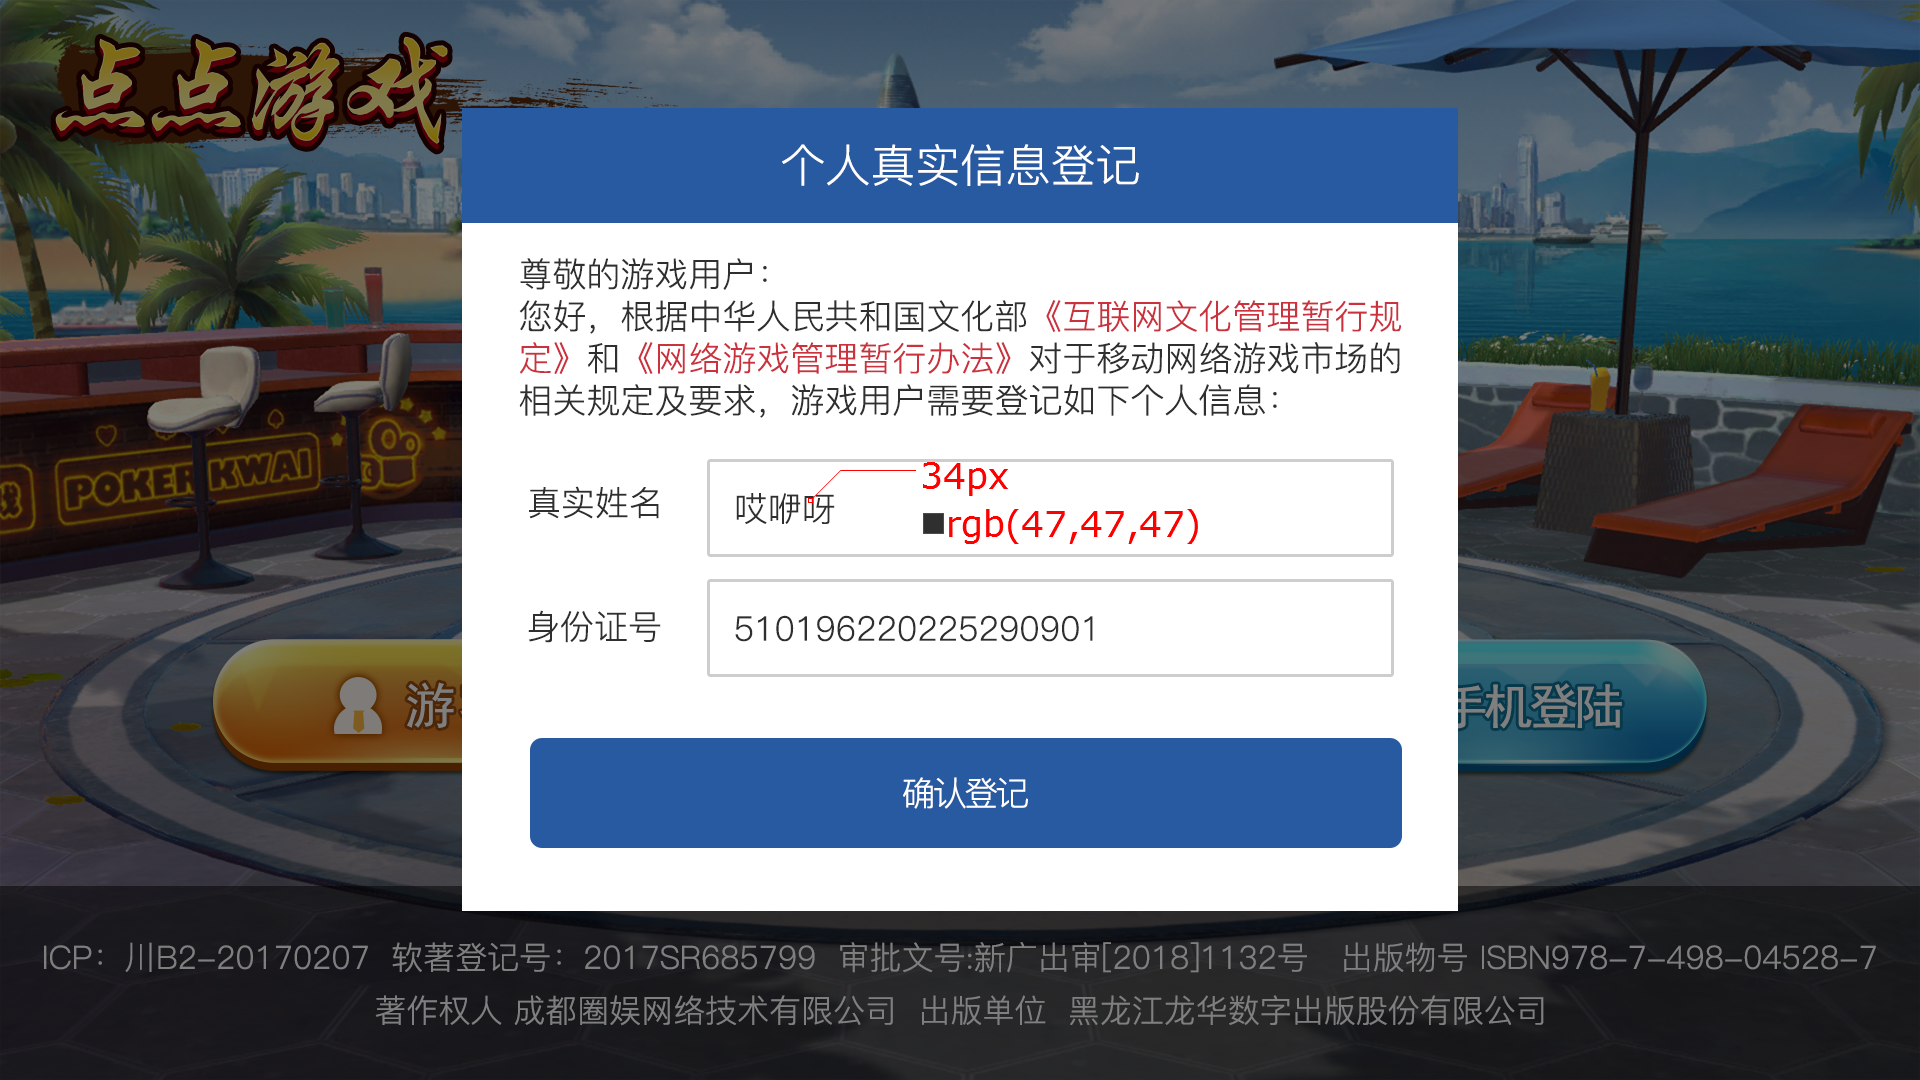 点点游戏
个人真实信息登记
尊敬的游戏用户：
您好，根据中华人民共和国文化部《互联网文化管理暂行规
定》和《网络游戏管理暂行办法》对于移动网络游戏市场的
相关规定及要求，游戏用户需要登记如下个人信息：
真实姓名
哎咿呀
34px
rgb(47,47,47)
身份证号
510196220225290901
POKER KWAI
游
手机登陆
确认登记
ICP：川B2-20170207 软著登记号：2017SR685799 审批文号:新广出审[2018]1132号 出版物号 ISBN978-7-498-04528-7
著作权人 成都圈娱网络技术有限公司 出版单位 黑龙江龙华数字出版股份有限公司